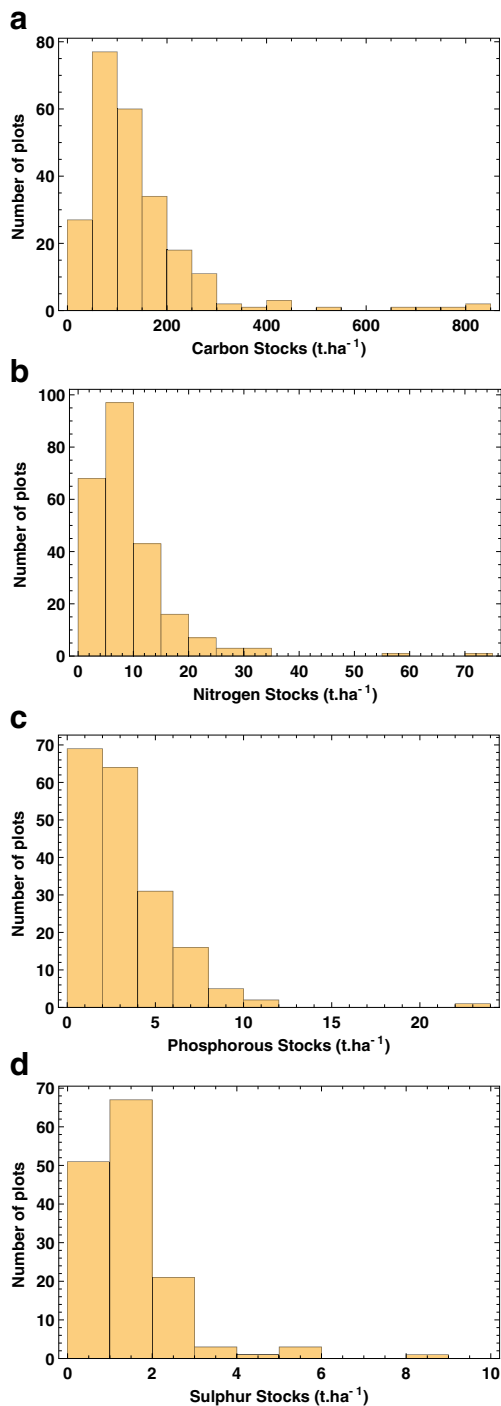 a
80
60
40
20
0
Number of plots
0 200 400 600 800
Carbon Stocks (t.ha⁻¹)
b
100
80
60
40
20
0
Number of plots
0 10 20 30 40 50 60 70
Nitrogen Stocks (t.ha⁻¹)
c
70
60
50
40
30
20
10
0
Number of plots
0 5 10 15 20
Phosphorous Stocks (t.ha⁻¹)
d
70
60
50
40
30
20
10
0
Number of plots
0 2 4 6 8 10
Sulphur Stocks (t.ha⁻¹)